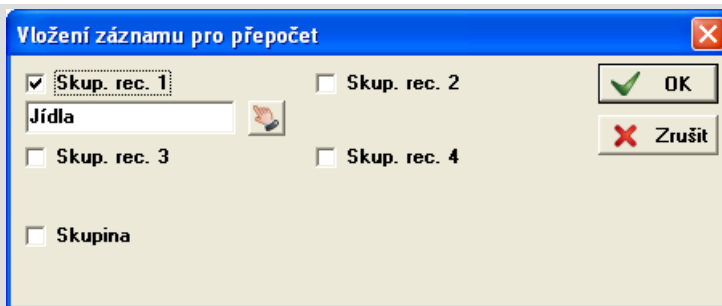 Vložení záznamu pro přepočet
Skup. rec. 1
Skup. rec. 2
OK
Jídla
Zrušit
Skup. rec. 3
Skup. rec. 4
Skupina